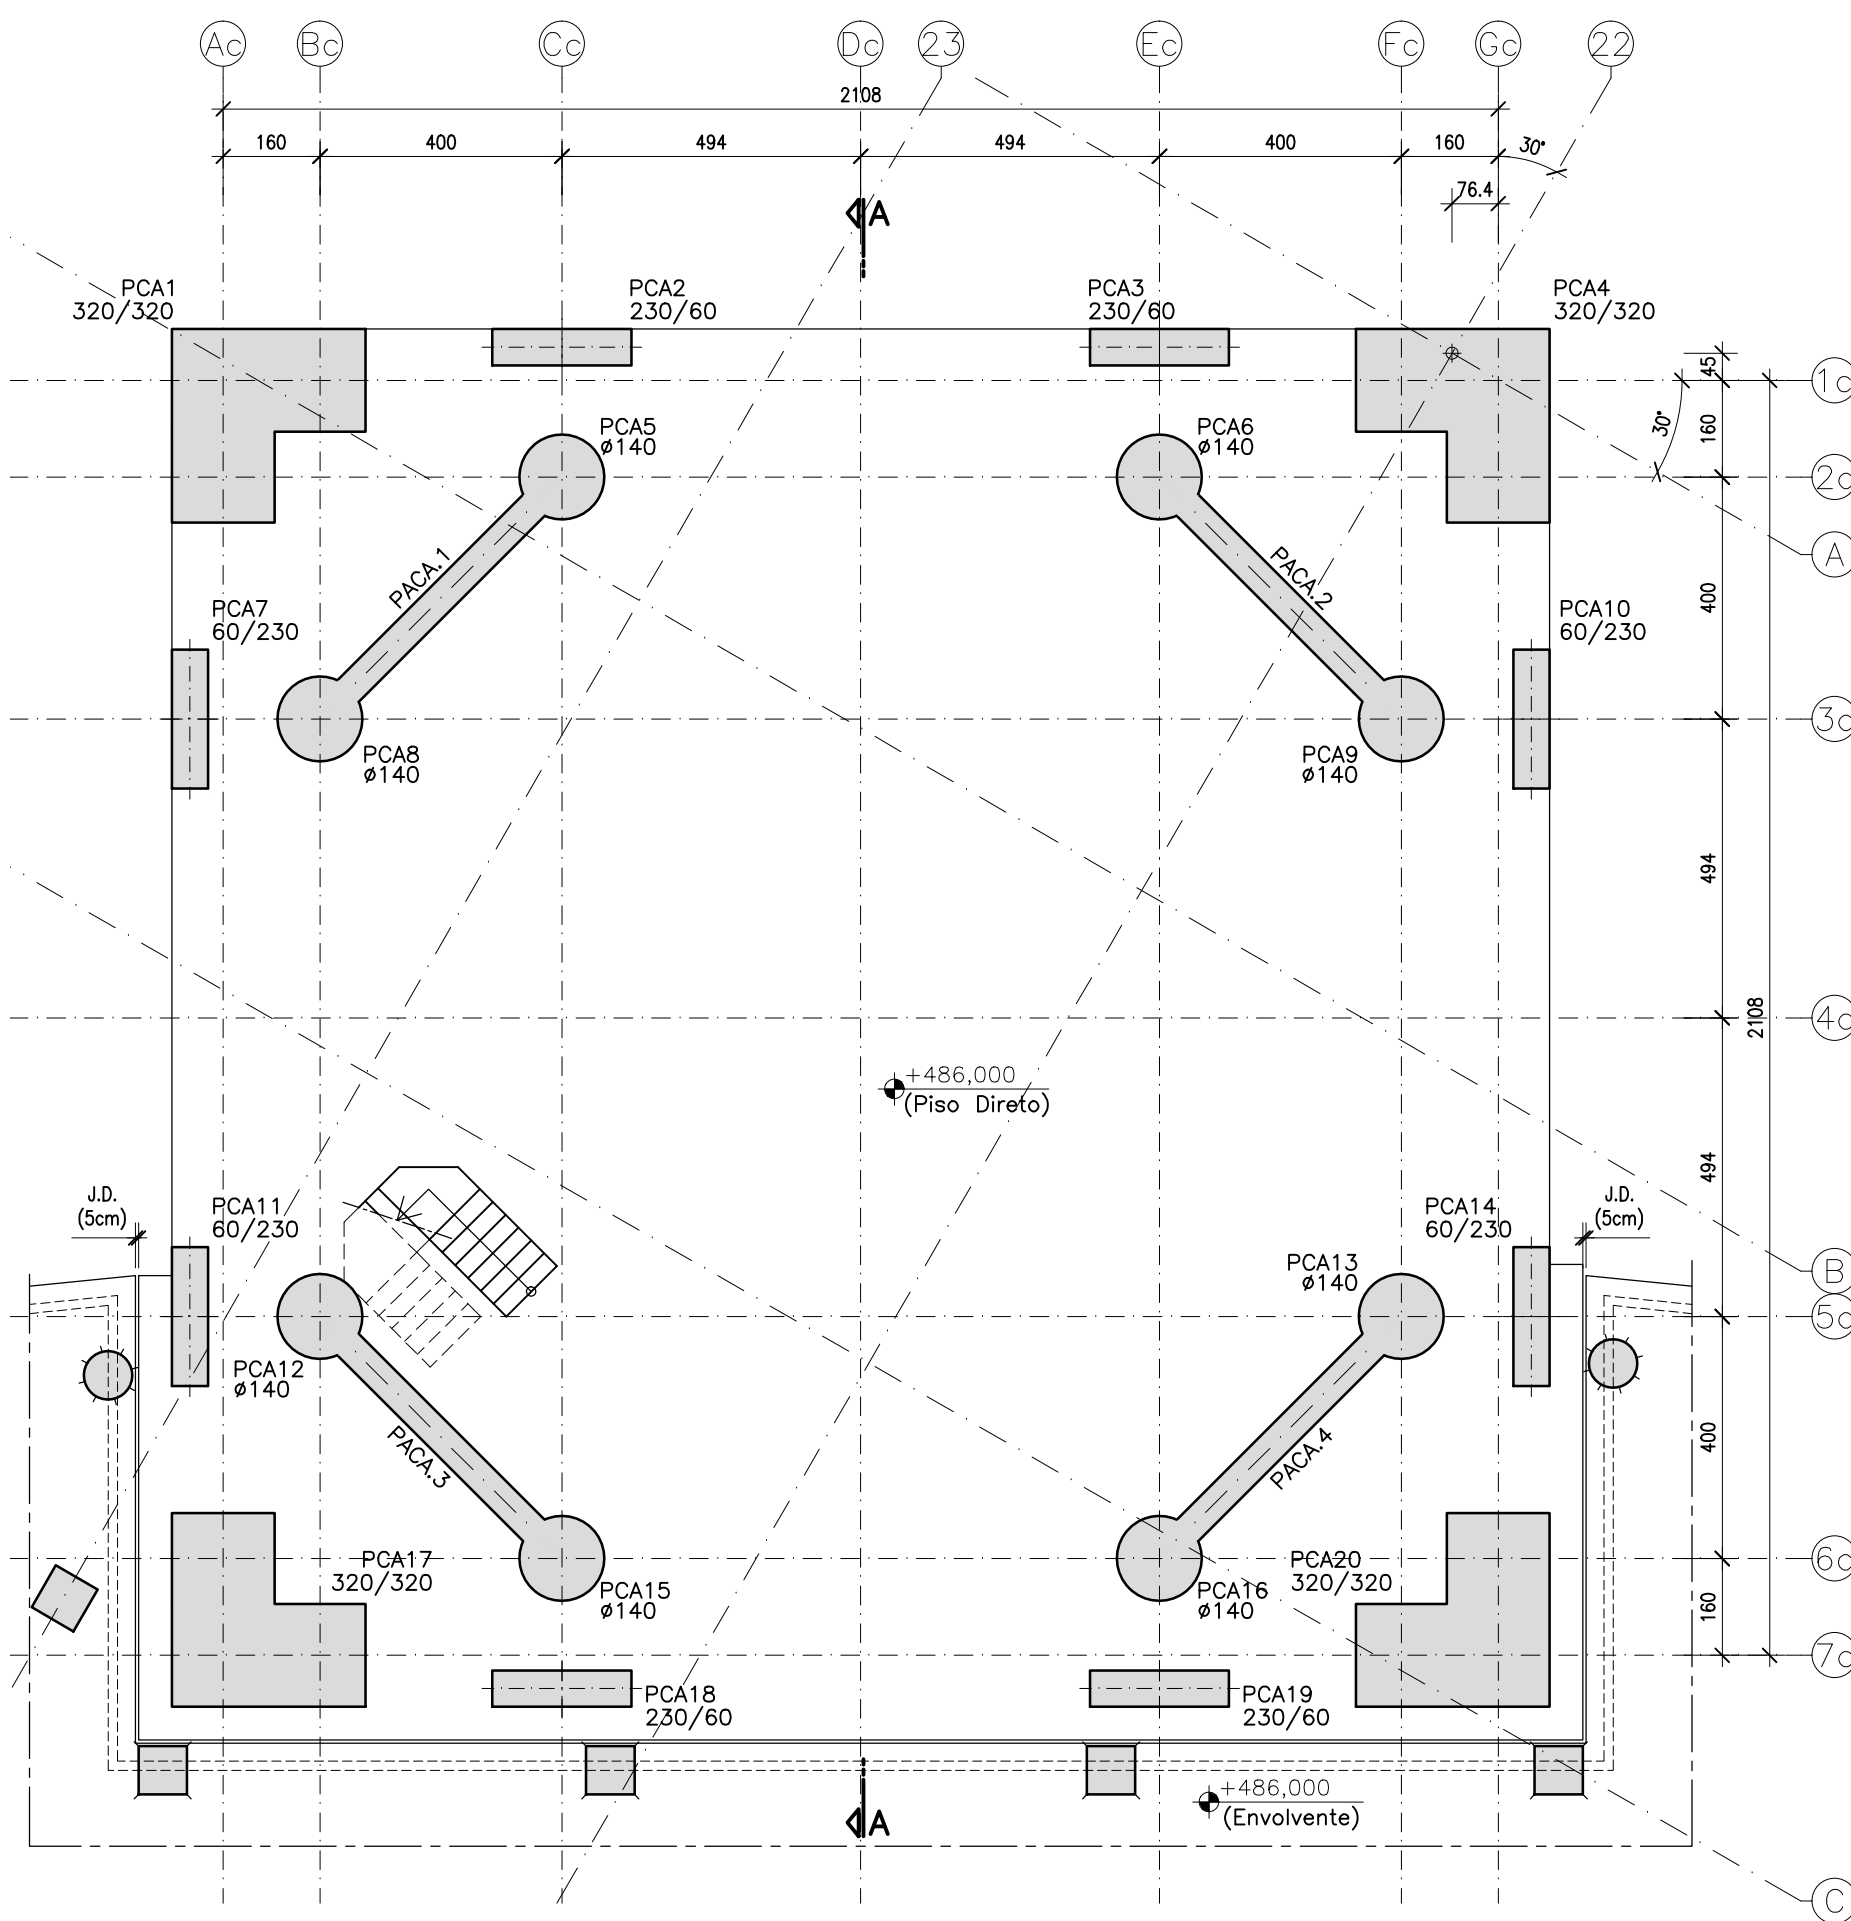 Ac Bc Cc Dc 23 Ec Fc Gc 22
2108
160 400 494 494 400 160 30°
76.4
A
PCA1
320/320
PCA2
230/60
PCA3
230/60
PCA4
320/320
45
1c
PCA5
ø140
PCA6
ø140
30°
160
2c
A
PACA.1
PACA.2
400
PCA7
60/230
PCA10
60/230
3c
PCA8
ø140
PCA9
ø140
494
4c
2108
+486,000
(Piso Direto)
494
J.D.
(5cm)
PCA11
60/230
PCA14
60/230
J.D.
(5cm)
PCA13
ø140
B
5c
PCA12
ø140
PACA.3
PACA.4
400
PCA17
320/320
PCA20
320/320
6c
PCA15
ø140
PCA16
ø140
160
7c
PCA18
230/60
PCA19
230/60
+486,000
(Envolvente)
A
C